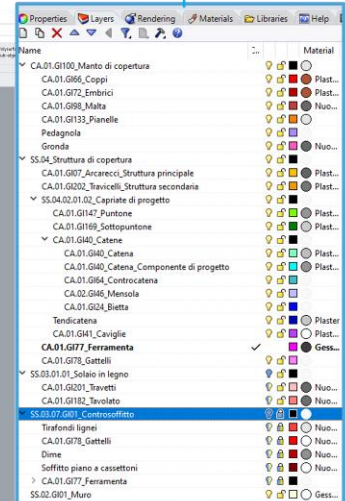 Properties Layers Rendering Materials Libraries Help
Name Material
CA.01.GI100_Manto di copertura
CA.01.GI66_Coppi Plast...
CA.01.GI72_Embrici Plast...
CA.01.GI98_Malta Nuo...
CA.01.GI133_Pianelle
Pedagnola
Gronda Nuo...
SS.04_Struttura di copertura
CA.01.GI07_Arcarecci_Struttura principale Plast...
CA.01.GI202_Travicelli_Struttura secondaria Plast...
SS.04.02.01.02_Capriate di progetto
CA.01.GI147_Puntone Plast...
CA.01.GI169_Sottopuntone Plast...
CA.01.GI40_Catene
CA.01.GI40_Catena Plast...
CA.01.GI40_Catena_Componente di progetto Plast...
CA.01.GI64_Controcatena
CA.02.GI46_Mensola
CA.01.GI24_Bietta
Tendicatena Plaster
CA.01.GI41_Caviglie Plast...
CA.01.GI77_Ferramenta Gess...
CA.01.GI78_Gattelli
SS.03.01.01_Solaio in legno
CA.01.GI201_Travetti Nuo...
CA.01.GI182_Tavolato Nuo...
SS.03.07.GI01_Controsoffitto
Tirafondi lignei Nuo...
CA.01.GI78_Gattelli Nuo...
Dime Nuo...
Soffitto piano a cassettoni Nuo...
CA.01.GI77_Ferramenta
SS.02.GI01_Muro Gess...